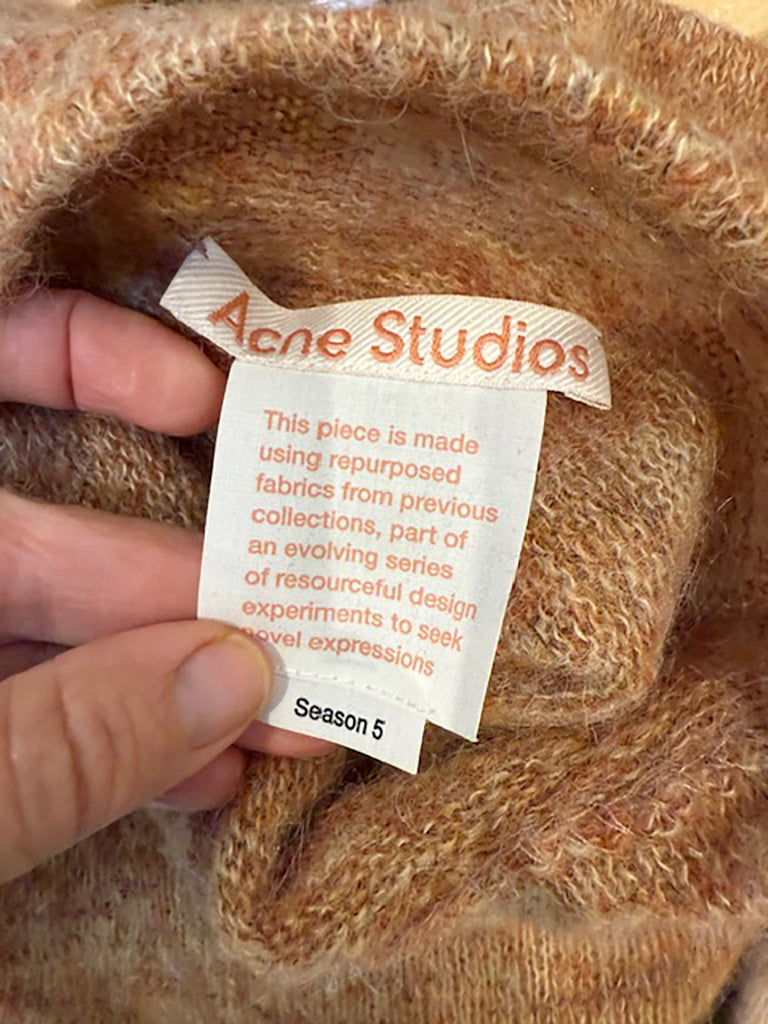 Acne Studios
This piece is made
using repurposed
fabrics from previous
collections, part of
an evolving series
of resourceful design
experiments to seek
novel expressions
Season 5